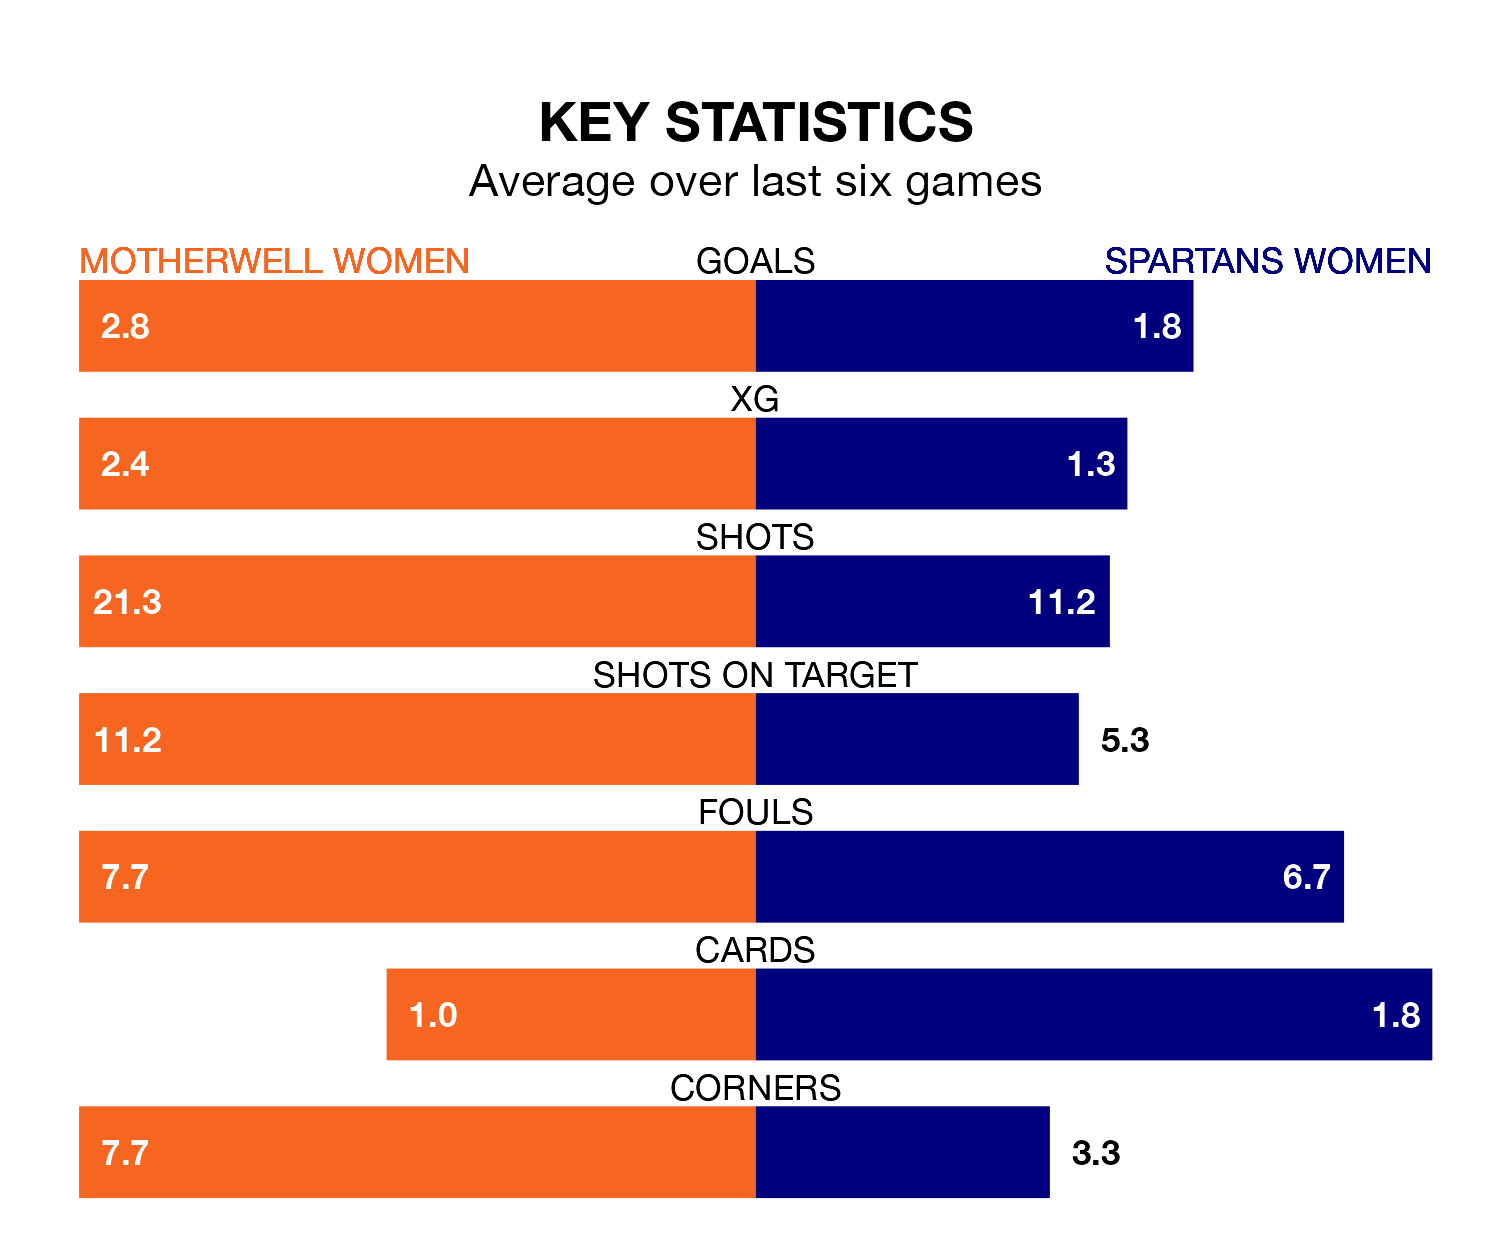 KEY STATISTICS
Average over last six games
MOTHERWELL WOMEN GOALS SPARTANS WOMEN
2.8 1.8
XG
2.4 1.3
SHOTS
21.3 11.2
SHOTS ON TARGET
11.2 5.3
FOULS
7.7 6.7
CARDS
1.0 1.8
CORNERS
7.7 3.3